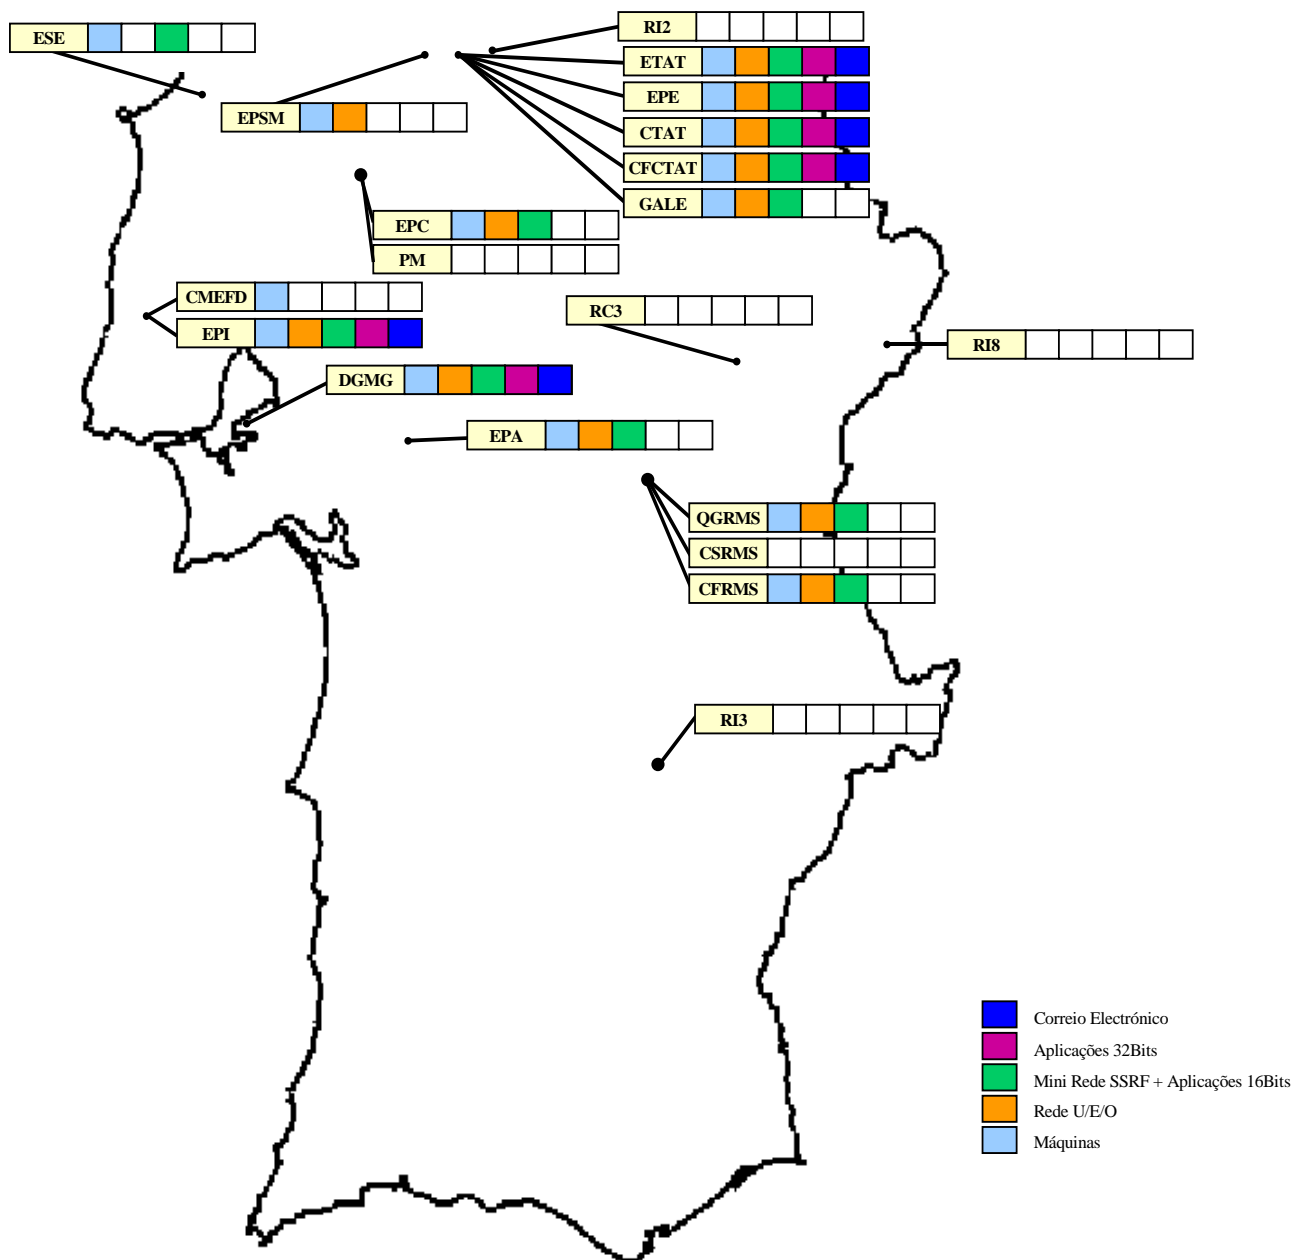 ESE
RI2
ETAT
EPE
EPSM
CTAT
CFCTAT
GALE
EPC
PM
CMEFD
RC3
EPI
RI8
DGMG
EPA
QGRMS
CSRMS
CFRMS
RI3
Correio Electrónico
Aplicações 32Bits
Mini Rede SSRF + Aplicações 16Bits
Rede U/E/O
Máquinas